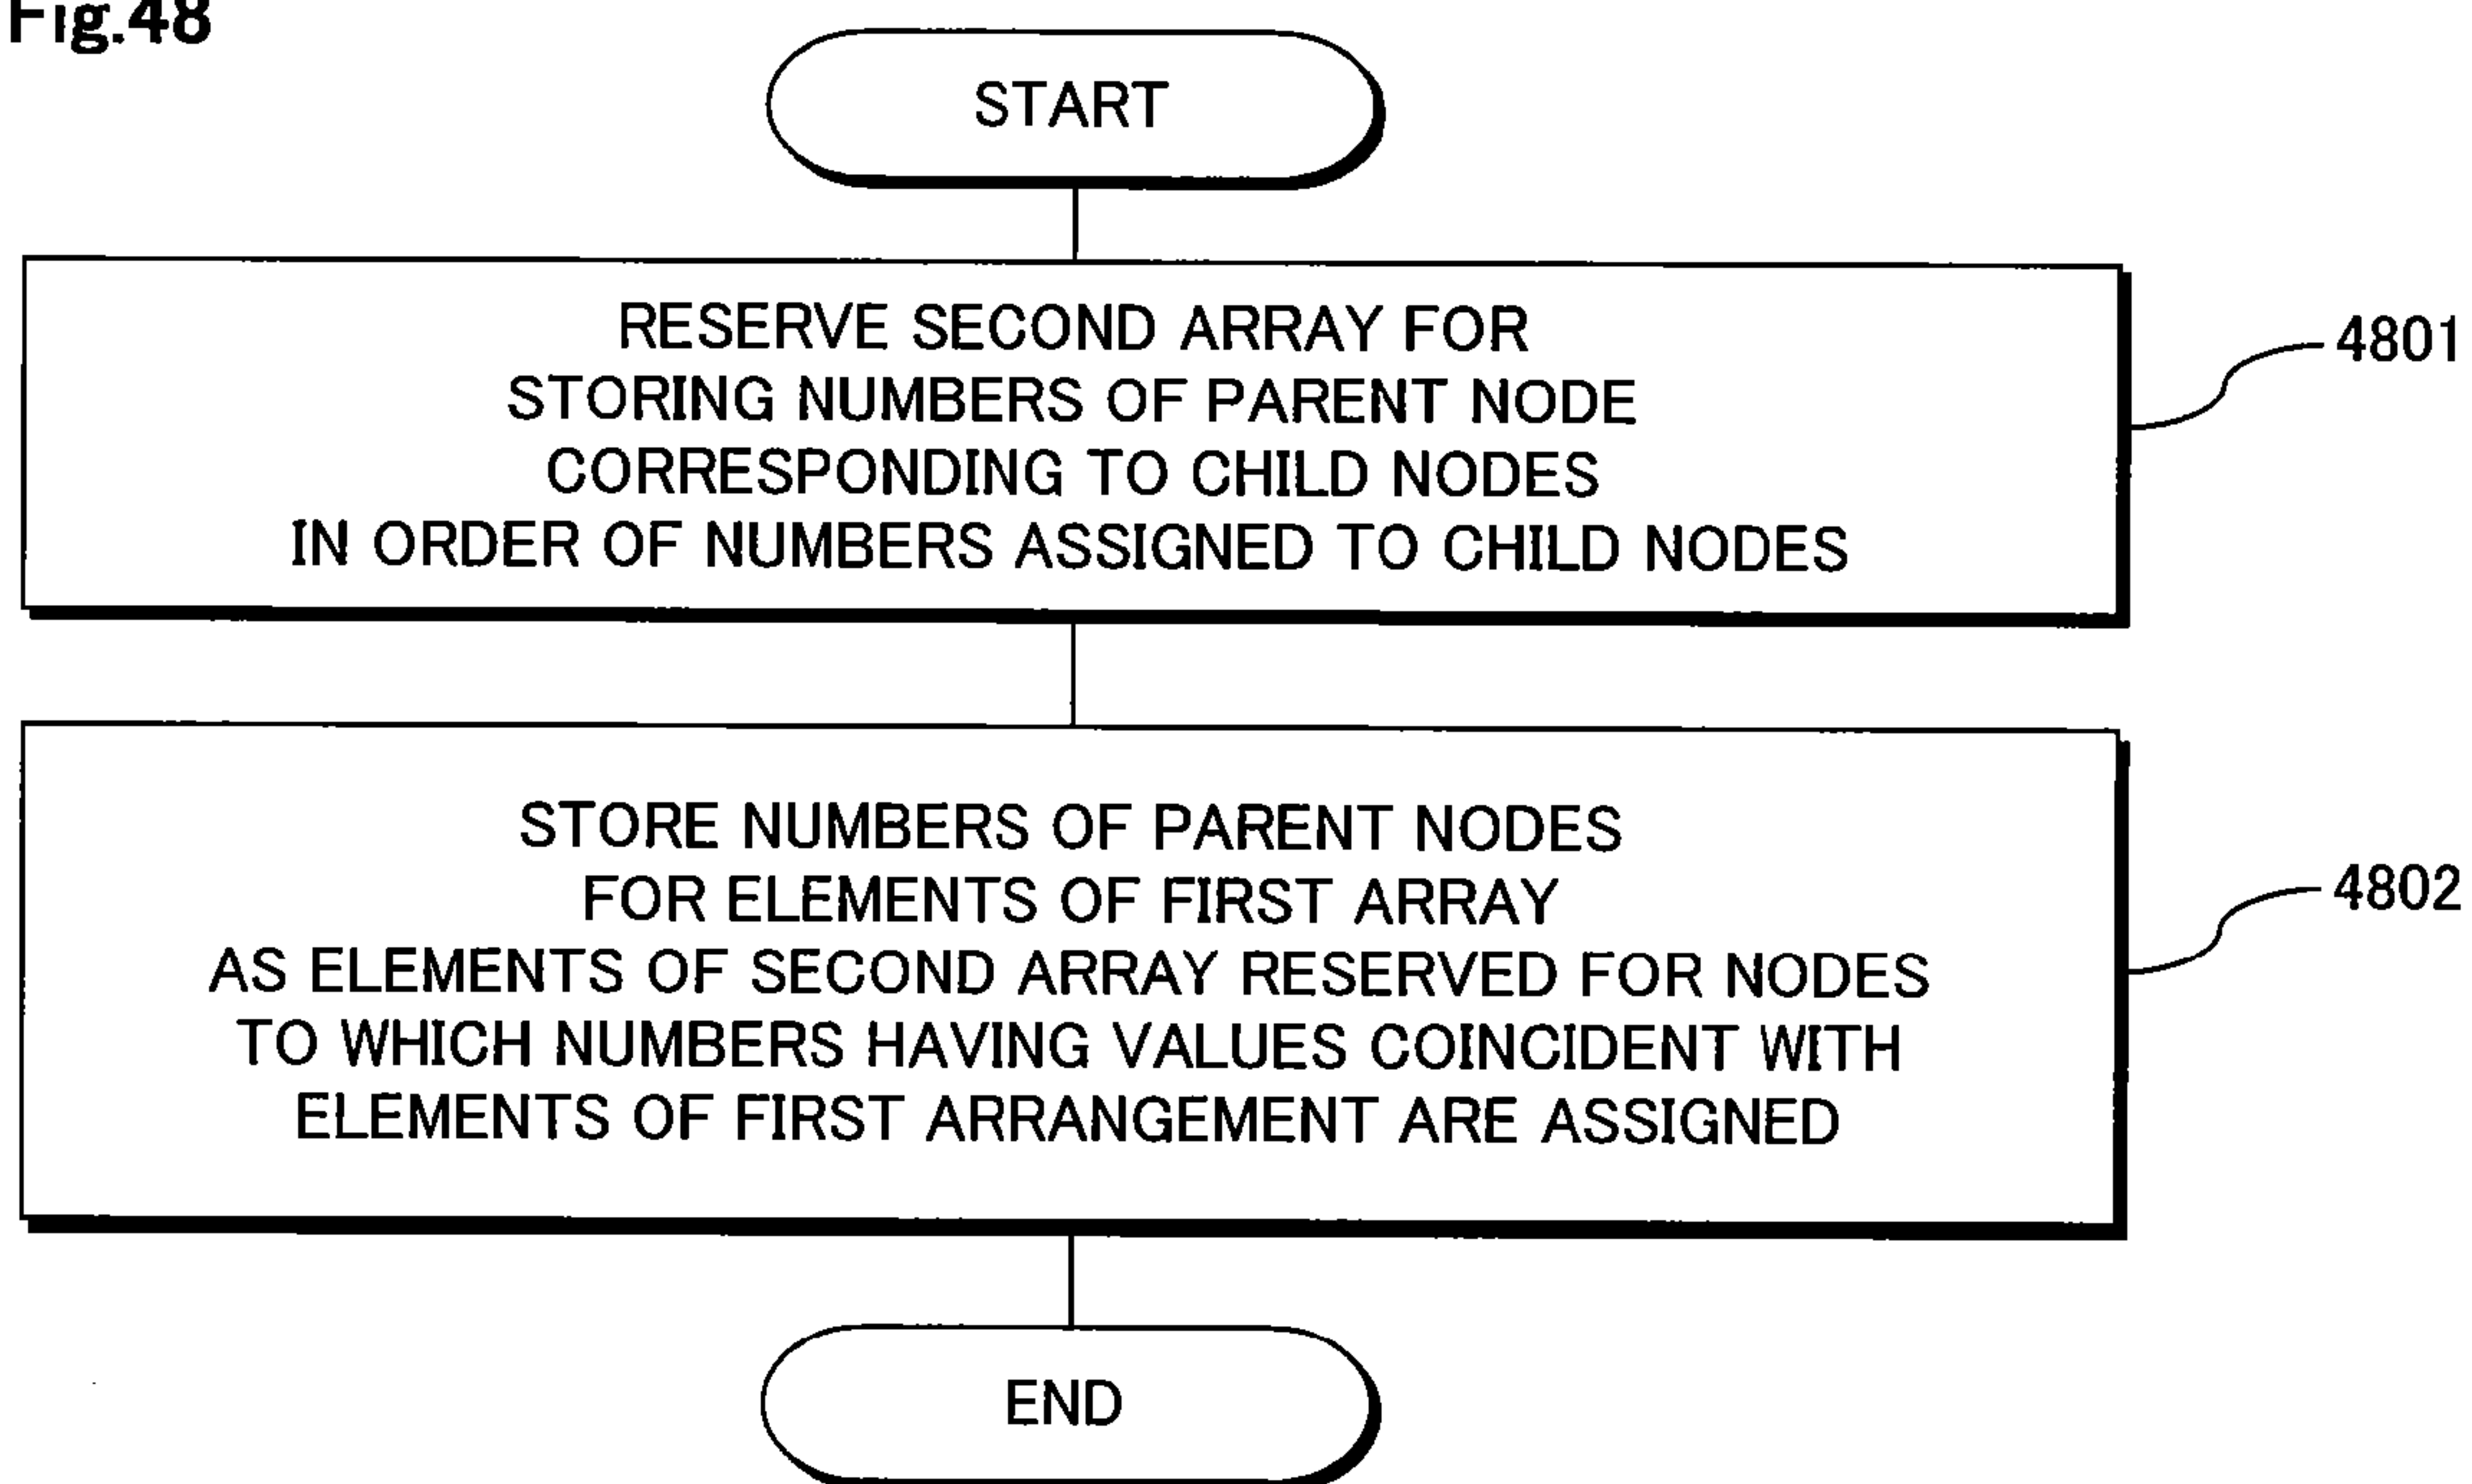 Fig.48
START
RESERVE SECOND ARRAY FOR
STORING NUMBERS OF PARENT NODE
CORRESPONDING TO CHILD NODES
IN ORDER OF NUMBERS ASSIGNED TO CHILD NODES
4801
STORE NUMBERS OF PARENT NODES
FOR ELEMENTS OF FIRST ARRAY
AS ELEMENTS OF SECOND ARRAY RESERVED FOR NODES
TO WHICH NUMBERS HAVING VALUES COINCIDENT WITH
ELEMENTS OF FIRST ARRANGEMENT ARE ASSIGNED
4802
END